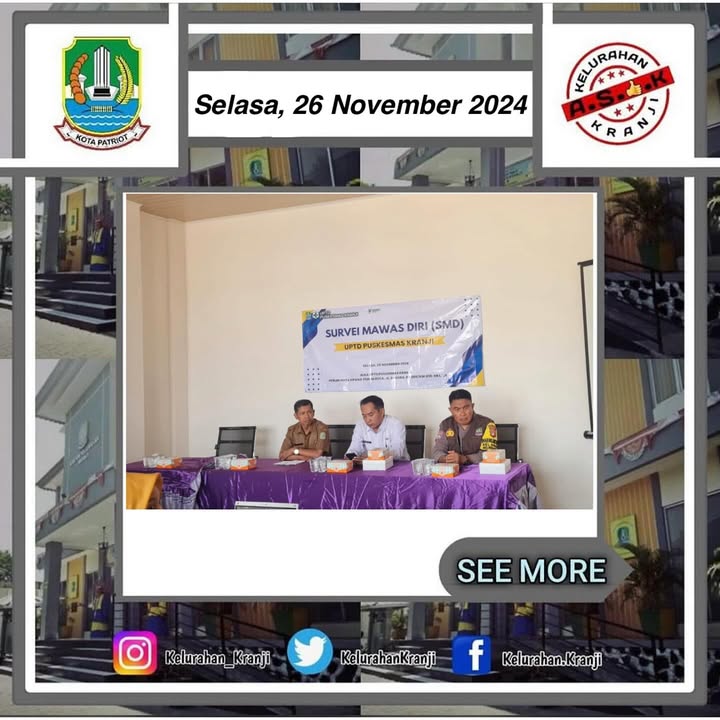 KOTA PATRIOT
Selasa, 26 November 2024
KELURAHAN
A.S.K
KRANJI
SURVEI MAWAS DIRI (SMD)
UPTD PUSKESMAS KRANJI
SEE MORE
Kelurahan_Kranji
KelurahanKranji
Kelurahan.Kranji